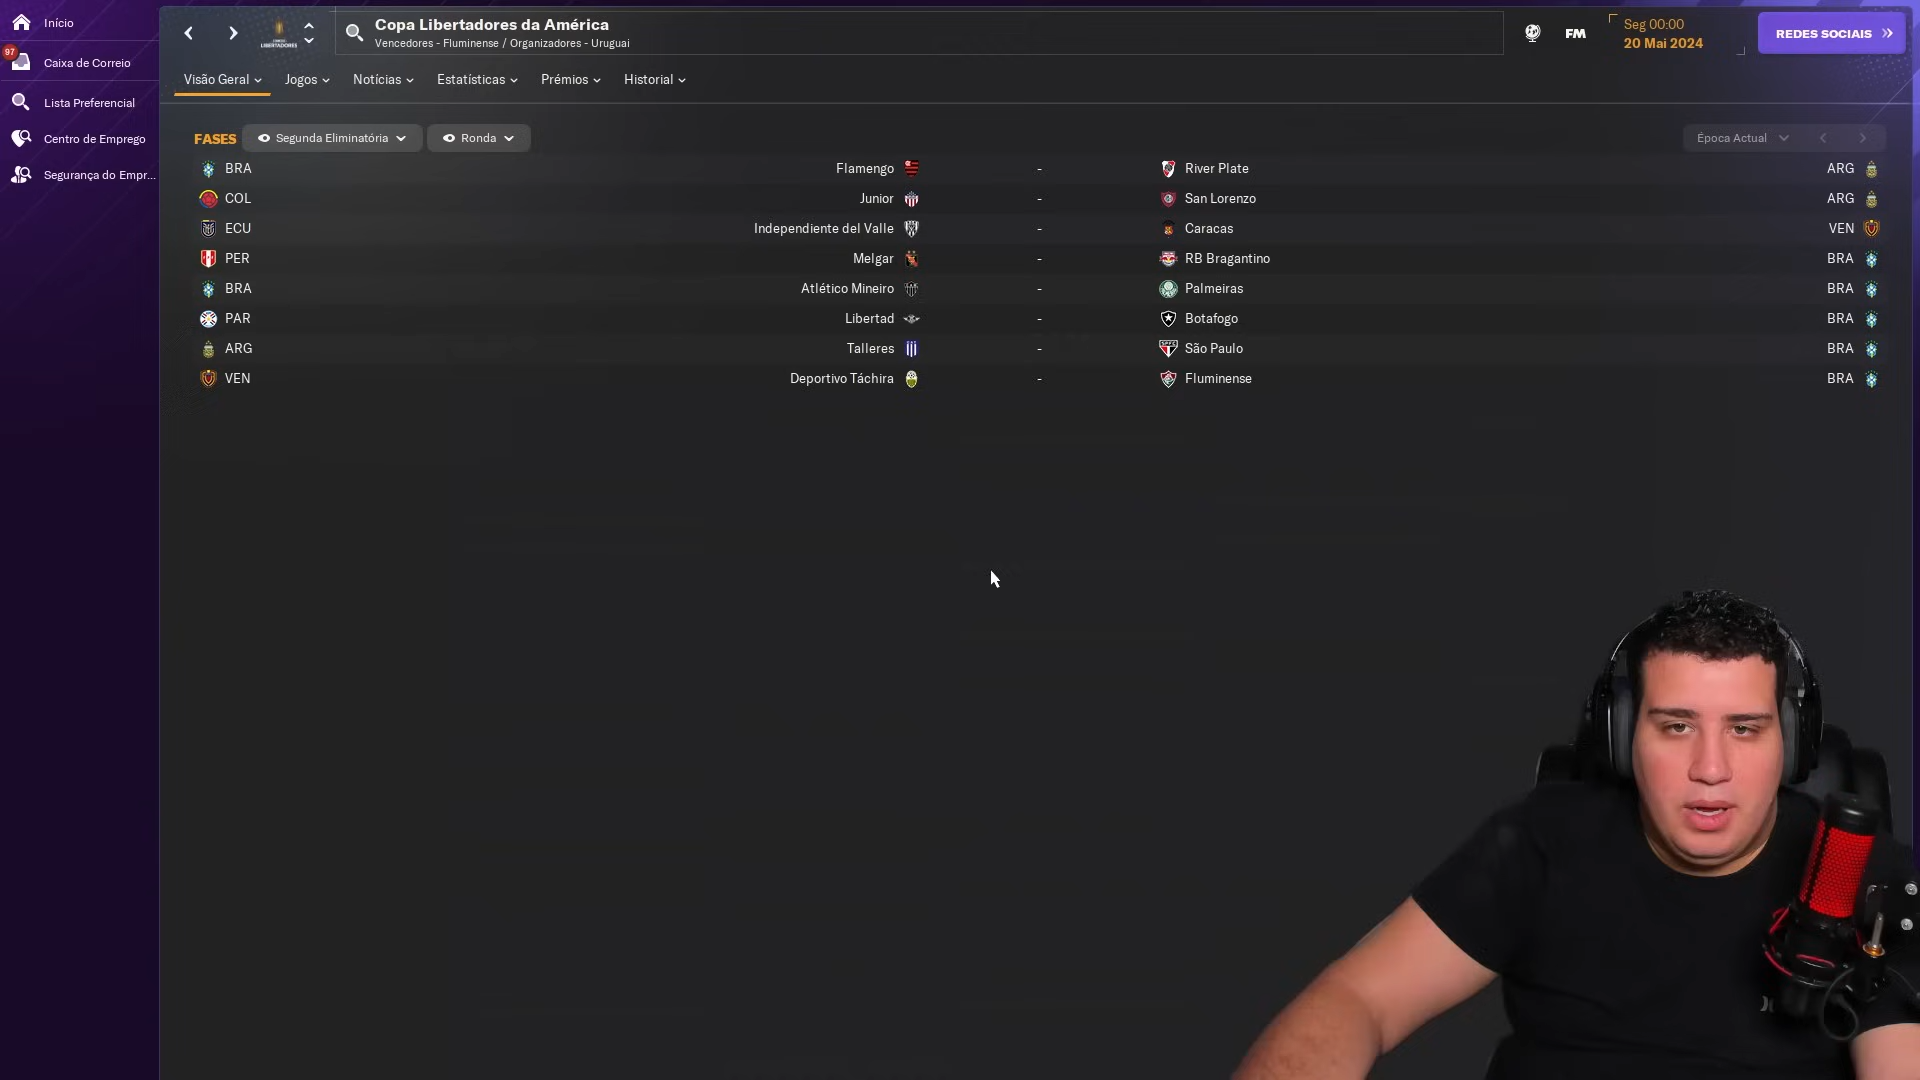 Início
97
Caixa de Correio
Lista Preferencial
Centro de Emprego
Segurança do Empr...
Copa Libertadores da América
Vencedores - Fluminense / Organizadores - Uruguai
FM
Seg 00:00
20 Mai 2024
REDES SOCIAIS
Visão Geral Jogos Notícias Estatísticas Prémios Historial
FASES Segunda Eliminatória Ronda Época Actual
BRA Flamengo - River Plate ARG
COL Junior - San Lorenzo ARG
ECU Independiente del Valle - Caracas VEN
PER Melgar - RB Bragantino BRA
BRA Atlético Mineiro - Palmeiras BRA
PAR Libertad - Botafogo BRA
ARG Talleres - São Paulo BRA
VEN Deportivo Táchira - Fluminense BRA